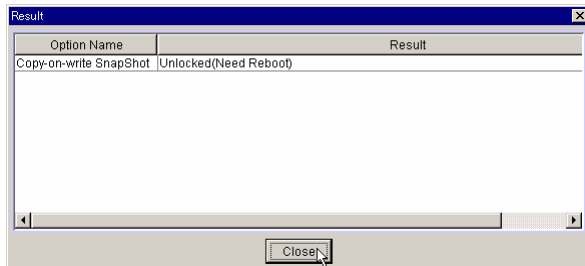 Result
Option Name Result
Copy-on-write SnapShot Unlocked(Need Reboot)
Close